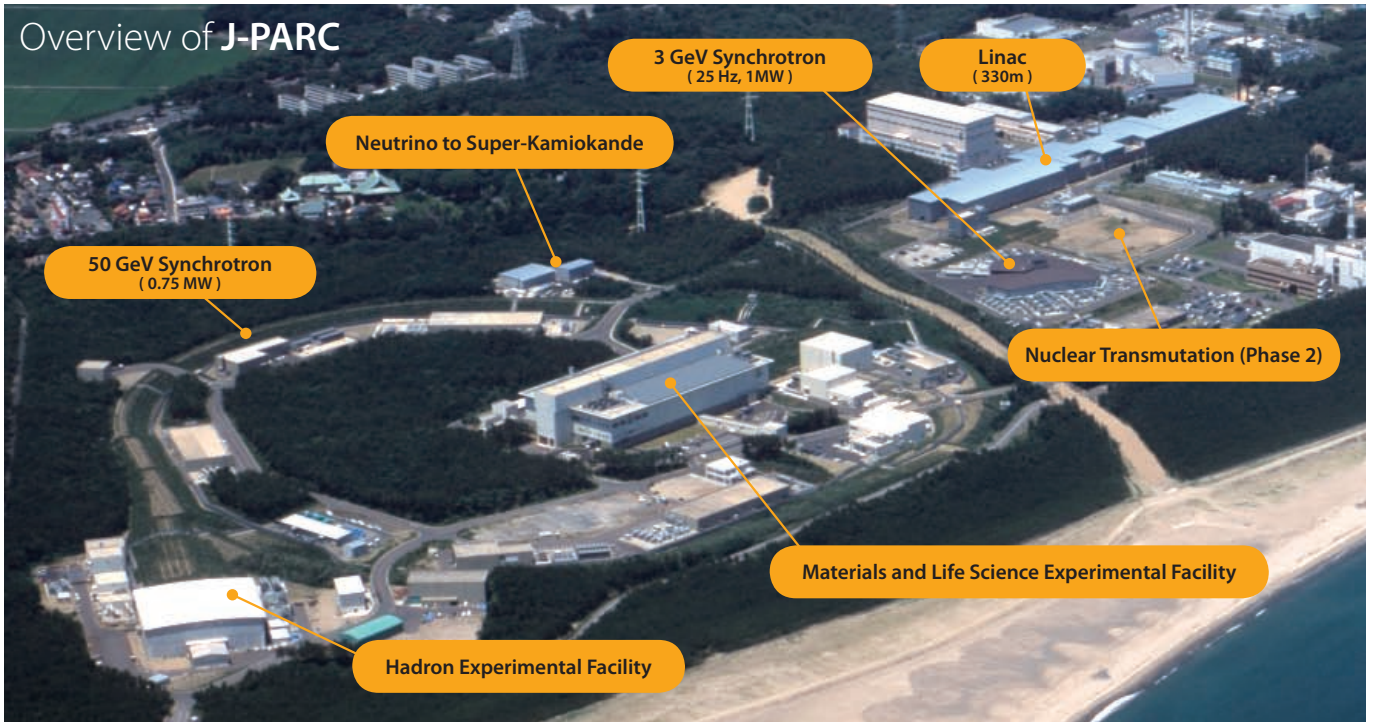 Overview of J-PARC
3 GeV Synchrotron
( 25 Hz, 1MW )
Linac
( 330m )
Neutrino to Super-Kamiokande
50 GeV Synchrotron
( 0.75 MW )
Nuclear Transmutation (Phase 2)
Materials and Life Science Experimental Facility
Hadron Experimental Facility